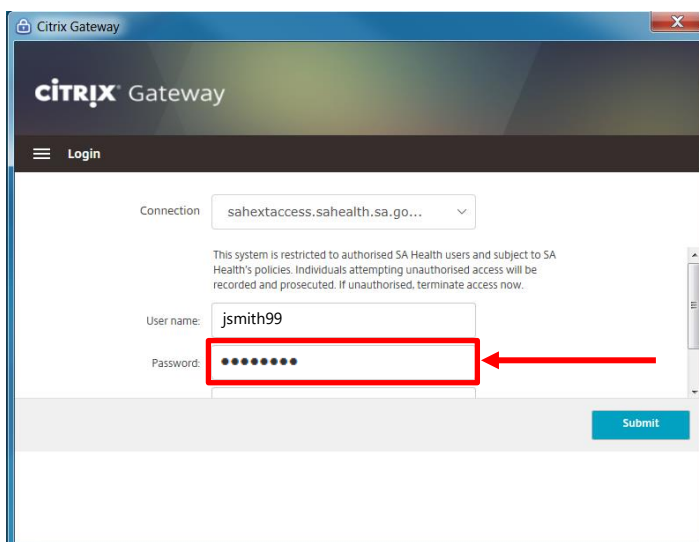 Citrix Gateway
X
CİTRIX Gateway
Login
Connection
sahextaccess.sahealth.sa.go...
This system is restricted to authorised SA Health users and subject to SA
Health's policies. Individuals attempting unauthorised access will be
recorded and prosecuted. If unauthorised, terminate access now.
User name: jsmith99
Password: ●●●●●●●●
Submit